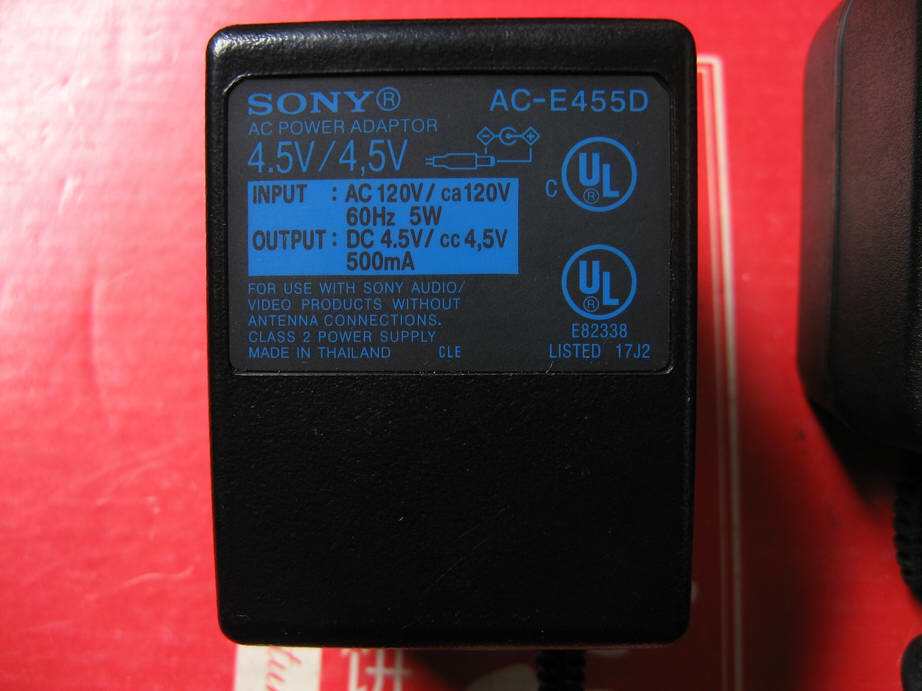 SONY® AC-E455D
AC POWER ADAPTOR
4.5V/4,5V
C UL®
INPUT : AC 120V/ ca 120V
60Hz 5W
OUTPUT : DC 4.5V/ cc 4,5V
500mA
UL®
FOR USE WITH SONY AUDIO/
VIDEO PRODUCTS WITHOUT
ANTENNA CONNECTIONS.
CLASS 2 POWER SUPPLY
MADE IN THAILAND CLE
E82338
LISTED 17J2